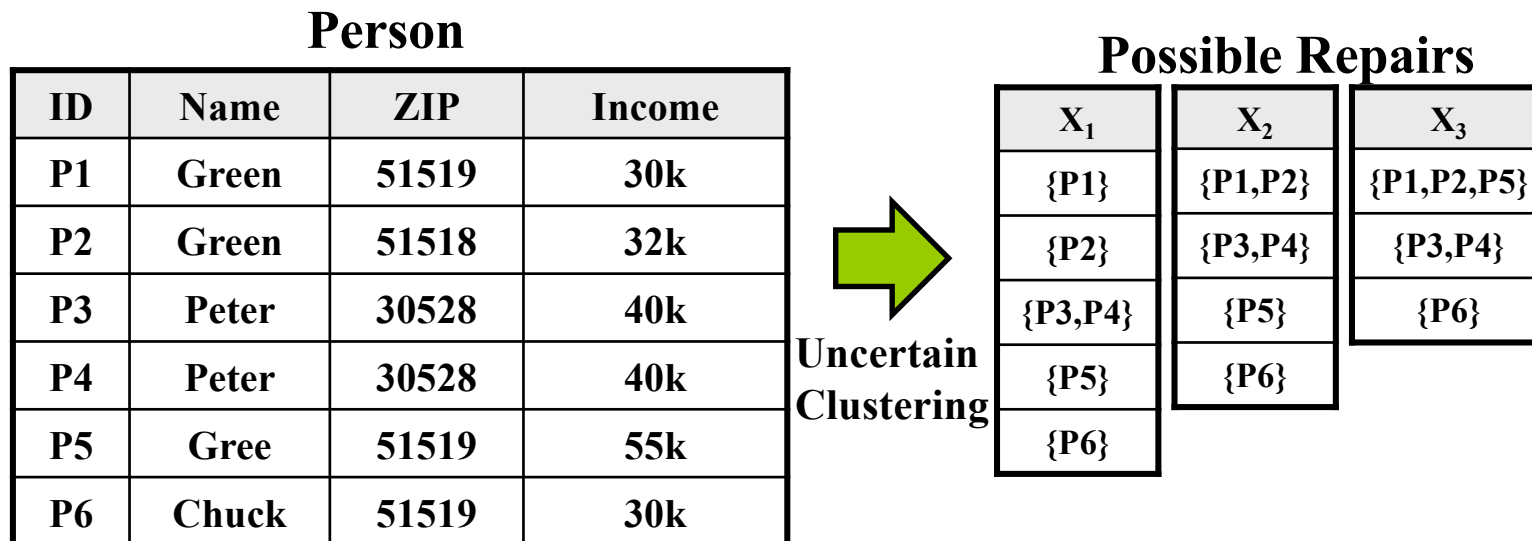 Person
ID Name ZIP Income
P1 Green 51519 30k
P2 Green 51518 32k
P3 Peter 30528 40k
P4 Peter 30528 40k
P5 Gree 51519 55k
P6 Chuck 51519 30k
Uncertain
Clustering
Possible Repairs
X₁
{P1}
{P2}
{P3,P4}
{P5}
{P6}
X₂
{P1,P2}
{P3,P4}
{P5}
{P6}
X₃
{P1,P2,P5}
{P3,P4}
{P6}